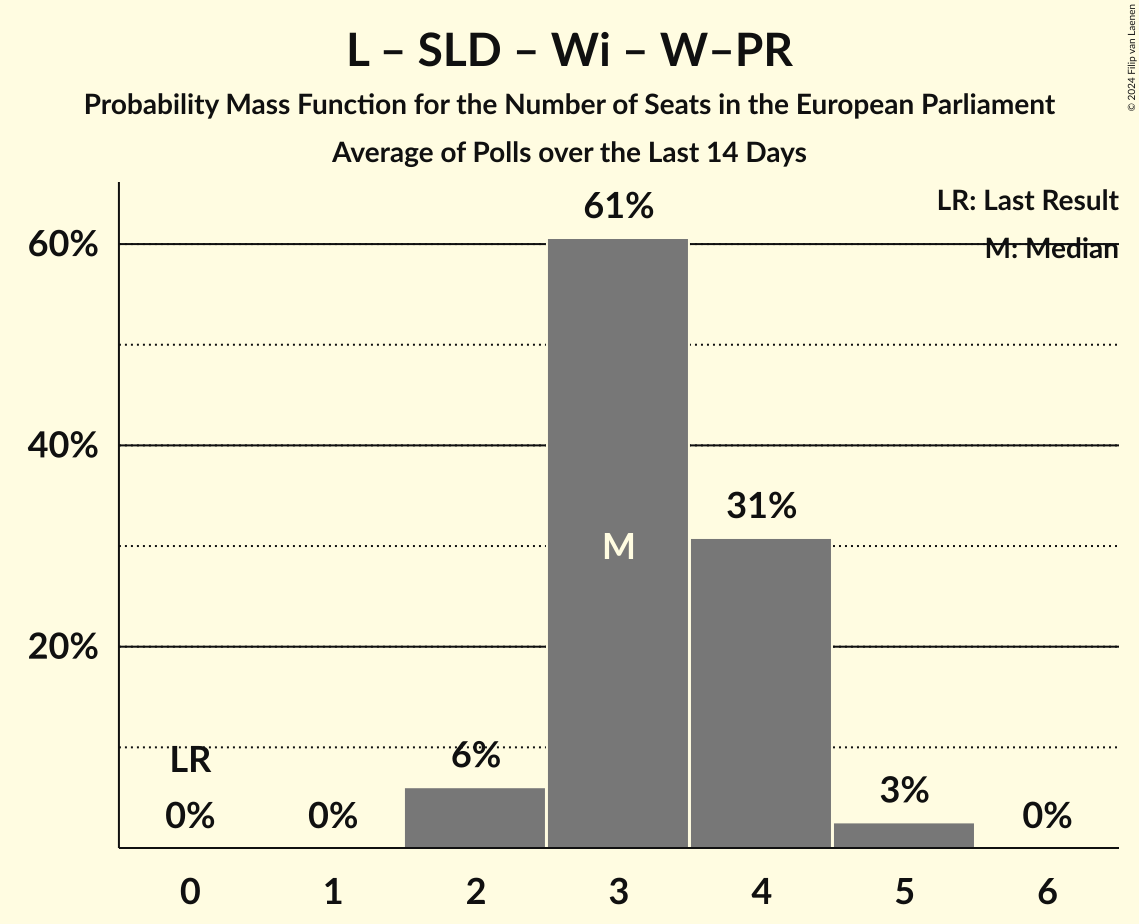 L – SLD – Wi – W–PR
Probability Mass Function for the Number of Seats in the European Parliament
Average of Polls over the Last 14 Days
© 2024 Filip van Laenen
LR: Last Result
M: Median
60%
40%
20%
61%
31%
M
LR
0%
0%
6%
3%
0%
0
1
2
3
4
5
6